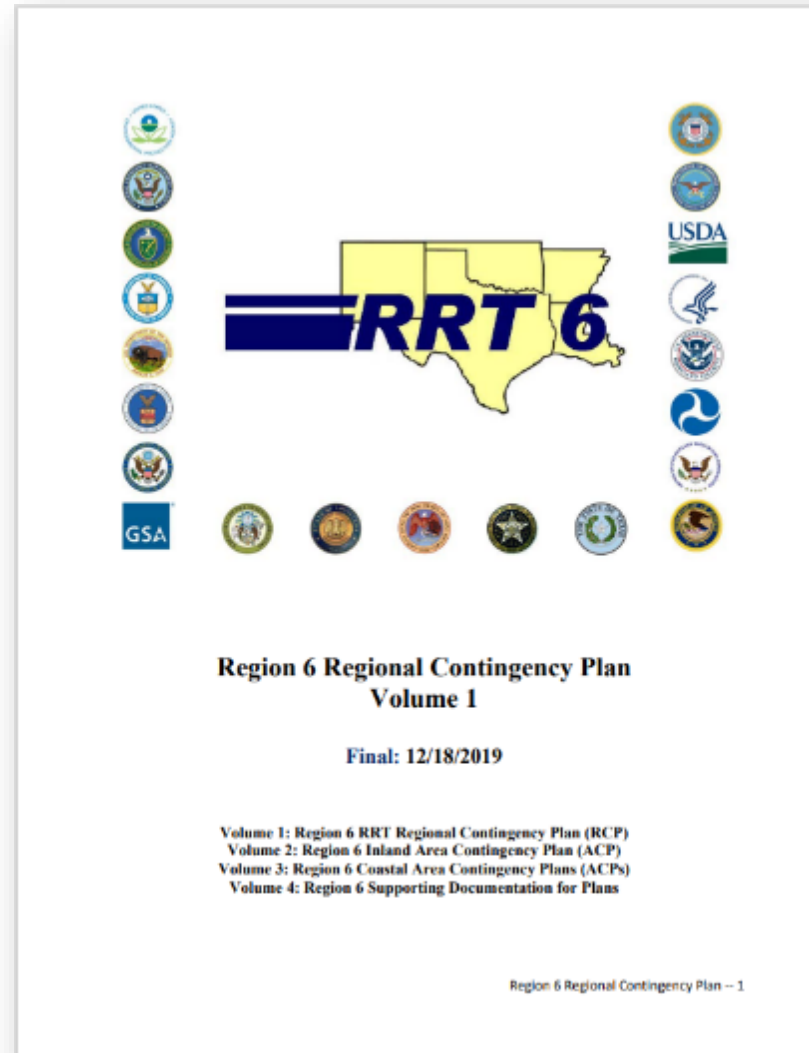 USDA
RRT 6
GSA
Region 6 Regional Contingency Plan
Volume 1
Final: 12/18/2019
Volume 1: Region 6 RRT Regional Contingency Plan (RCP)
Volume 2: Region 6 Inland Area Contingency Plan (ACP)
Volume 3: Region 6 Coastal Area Contingency Plans (ACPs)
Volume 4: Region 6 Supporting Documentation for Plans
Region 6 Regional Contingency Plan -- 1